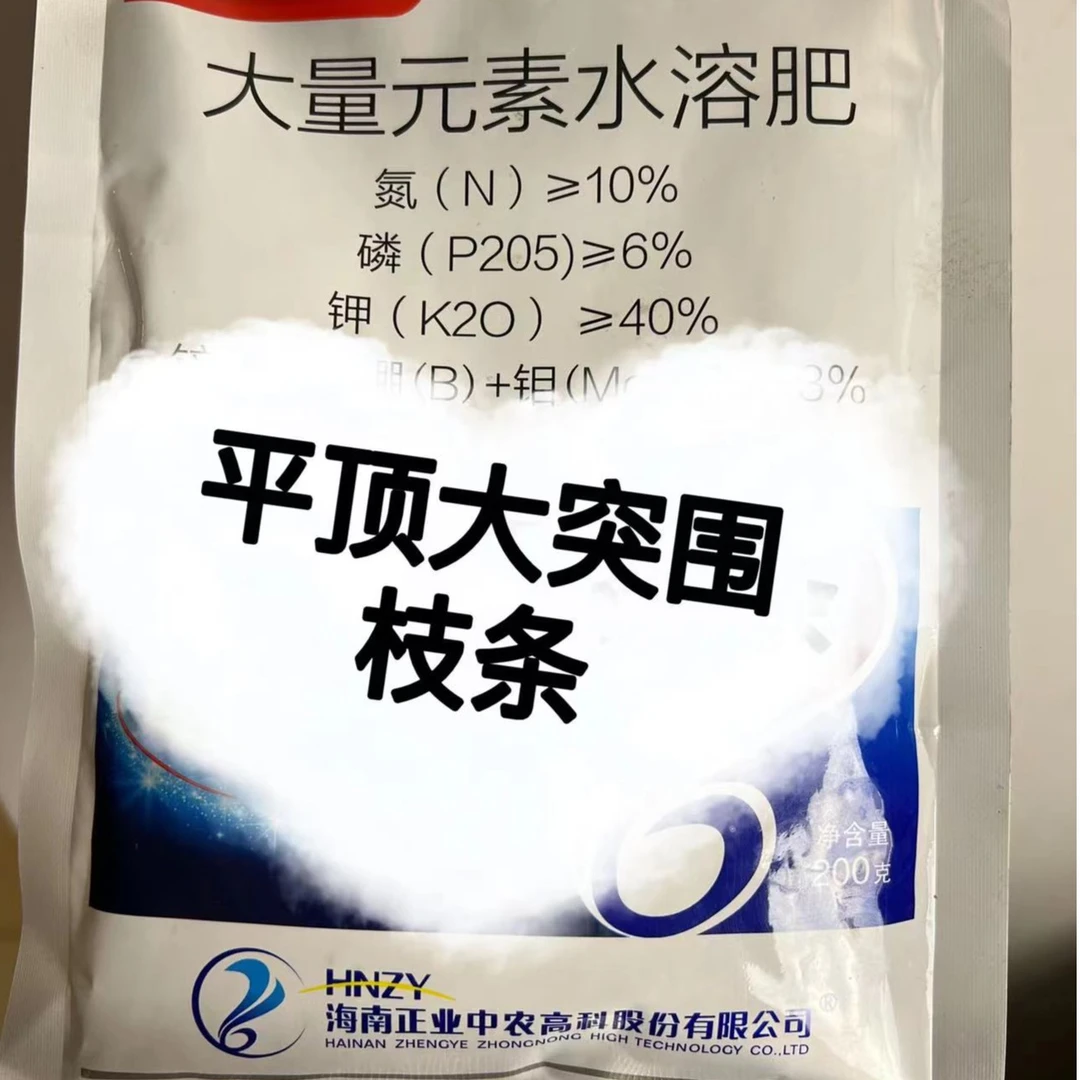 大量元素水溶肥
氮（N）≥10%
磷（P205)≥6%
钾（K2O）≥40%
(B)+钼(M 3%
平顶大突围
枝条
净含量
200克
HNZY
海南正业中农高科股份有限公司®
HAINAN ZHENGYE ZHONGNONG HIGH TECHNOLOGY CO.,LTD